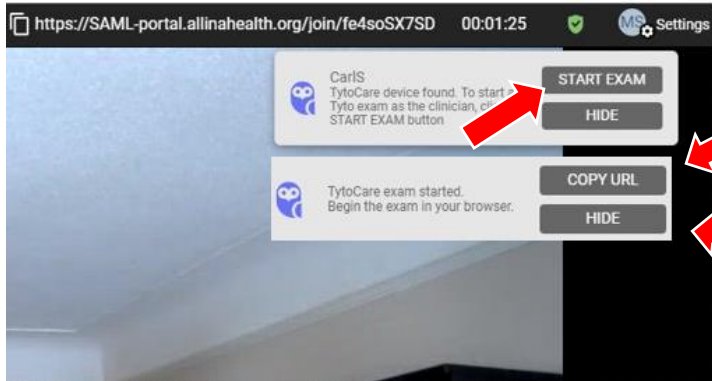 https://SAML-portal.allinahealth.org/join/fe4soSX7SD 00:01:25 MS Settings
CarlS
TytoCare device found. To start
Tyto exam as the clinician,
START EXAM button
START EXAM
HIDE
TytoCare exam started.
Begin the exam in your browser.
COPY URL
HIDE